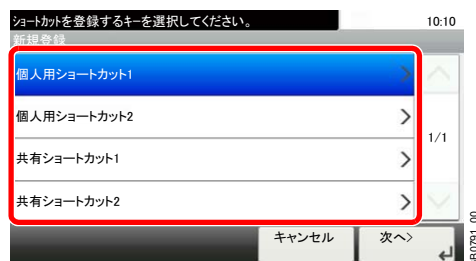 ショートカットを登録するキーを選択してください。
10:10
新規登録
個人用ショートカット1
個人用ショートカット2
1/1
共有ショートカット1
共有ショートカット2
キャンセル
次へ>